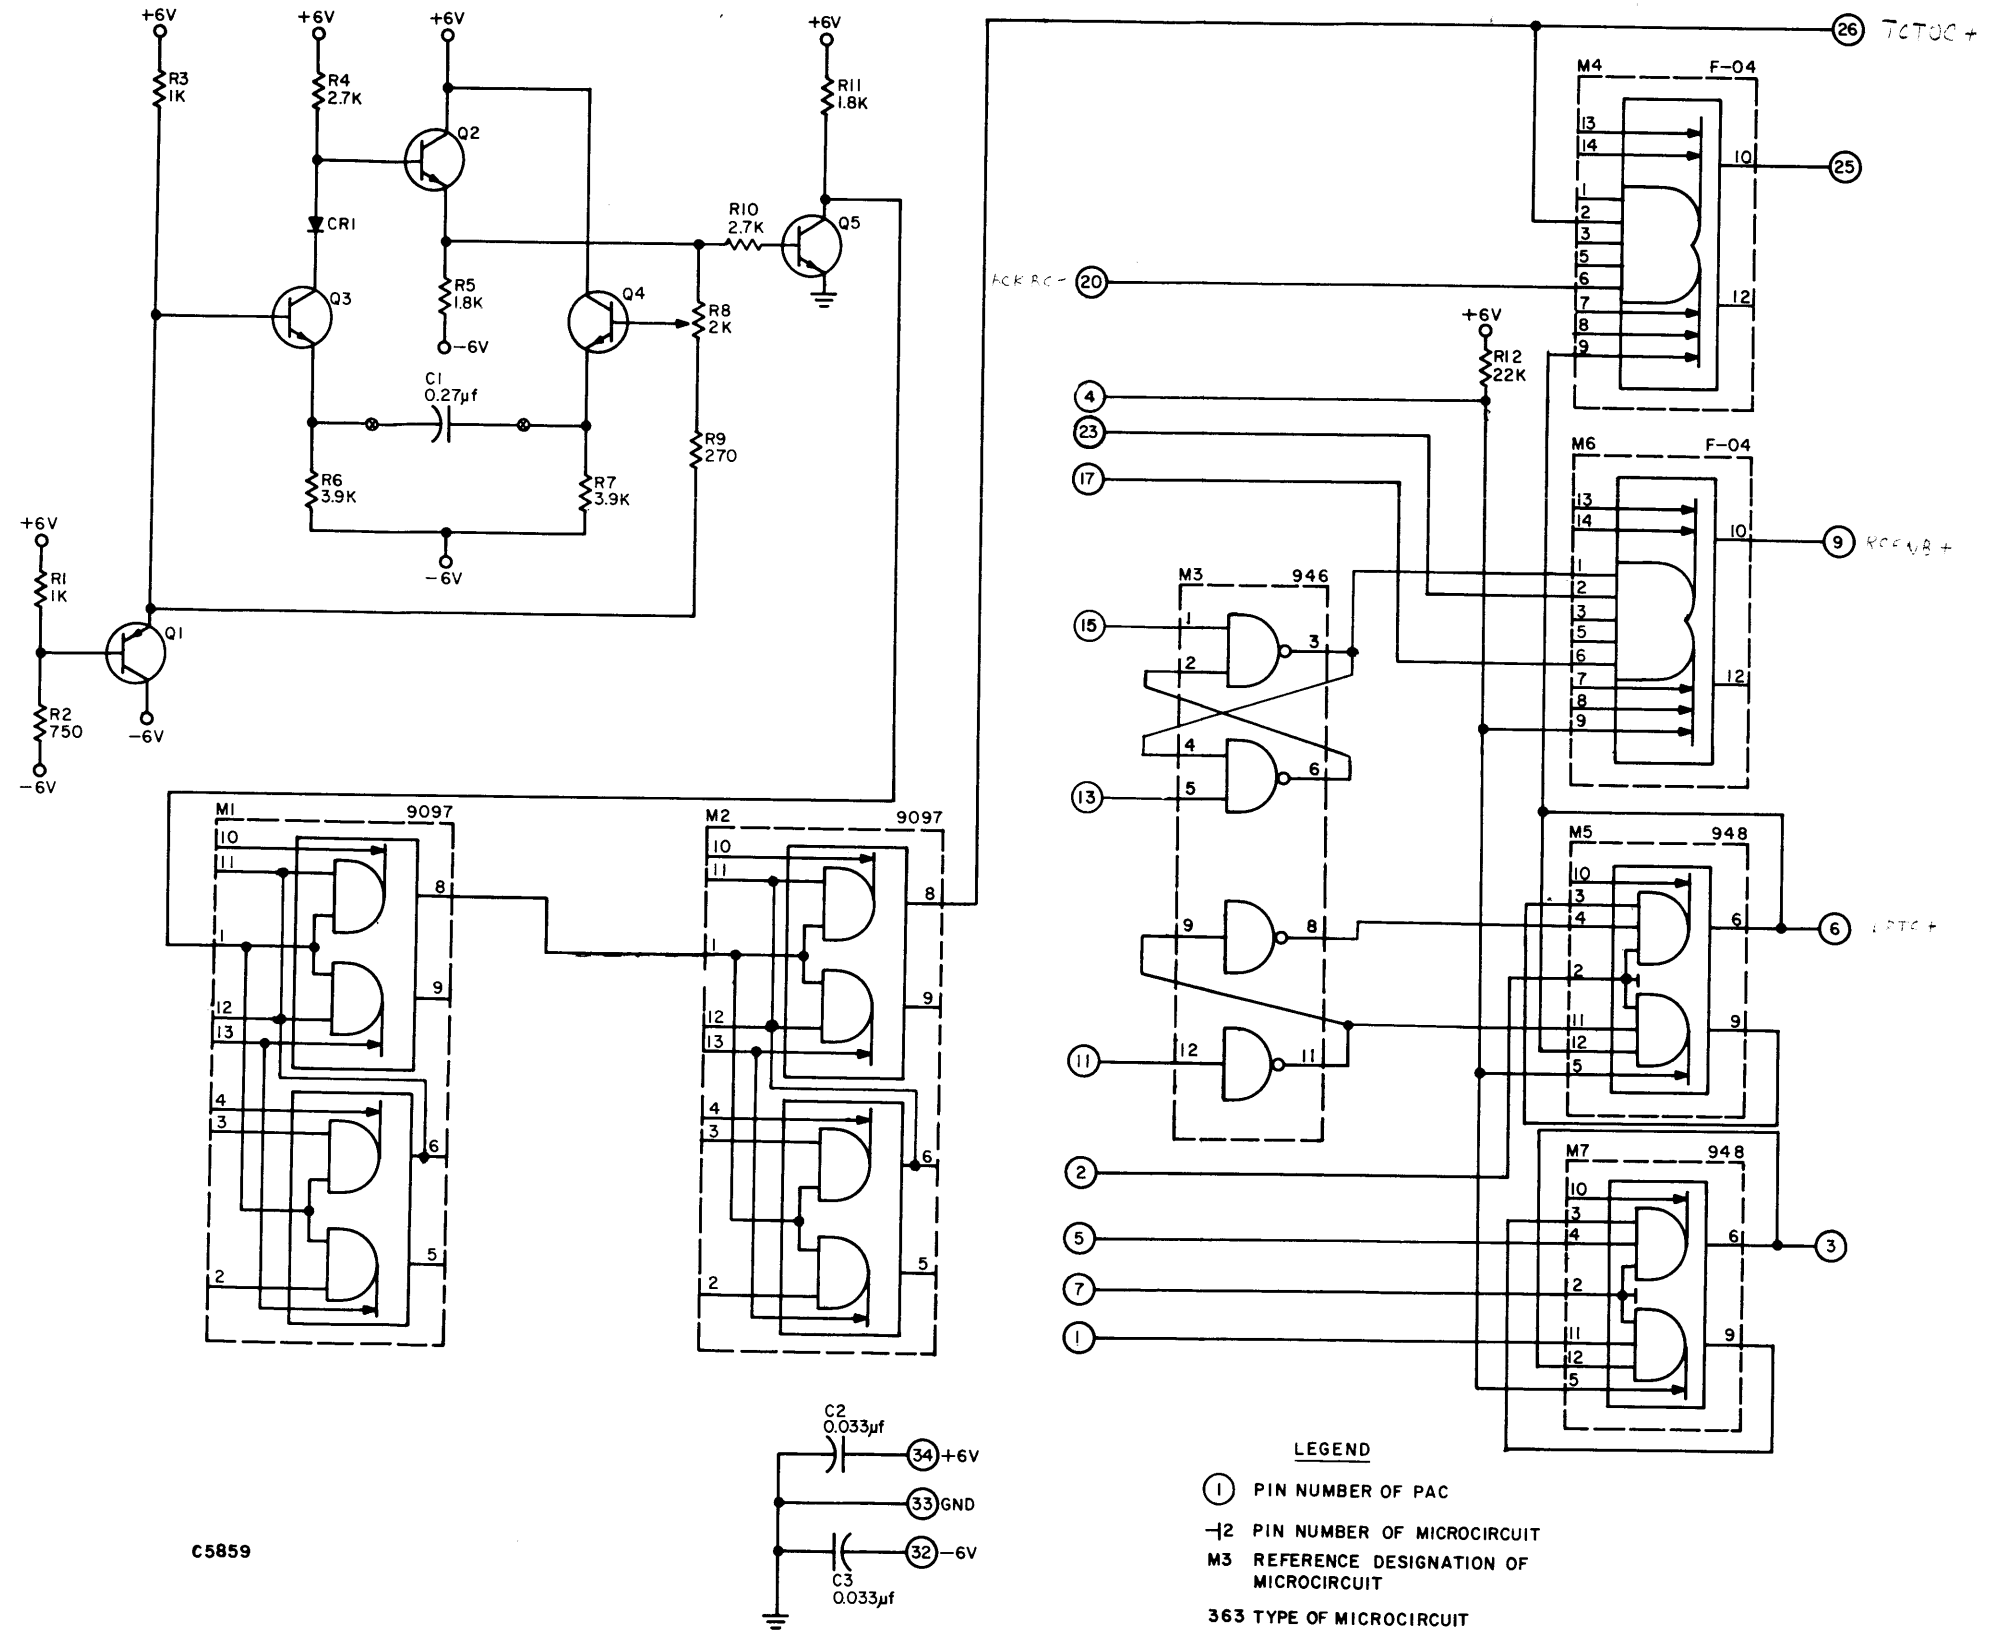 +6V
+6V
+6V
+6V
R3
1K
R4
2.7K
Q2
R11
1.8K
CR1
R10
2.7K
Q5
Q3
R5
1.8K
-6V
Q4
R8
2K
C1
0.27µf
R9
270
R6
3.9K
R7
3.9K
-6V
+6V
R1
1K
Q1
R2
750
-6V
-6V
M1
9097
10
11
8
1
9
12
13
4
3
6
5
2
M2
9097
10
11
8
1
9
12
13
4
3
6
5
2
C2
0.033µf
34
+6V
33
GND
32
-6V
C3
0.033µf
C5859
26
TCTOC +
M4
F-04
13
14
10
25
1
2
3
5
6
7
8
9
12
20
+6V
R12
22K
4
23
17
M6
F-04
13
14
10
9
1
2
3
5
6
7
8
9
12
M3
946
15
1
2
3
4
5
6
13
9
8
11
12
11
M5
948
10
3
4
6
6
2
11
12
9
5
2
M7
948
10
3
4
6
3
5
7
2
1
11
12
9
5
LEGEND
1 PIN NUMBER OF PAC
2 PIN NUMBER OF MICROCIRCUIT
M3 REFERENCE DESIGNATION OF
MICROCIRCUIT
363 TYPE OF MICROCIRCUIT